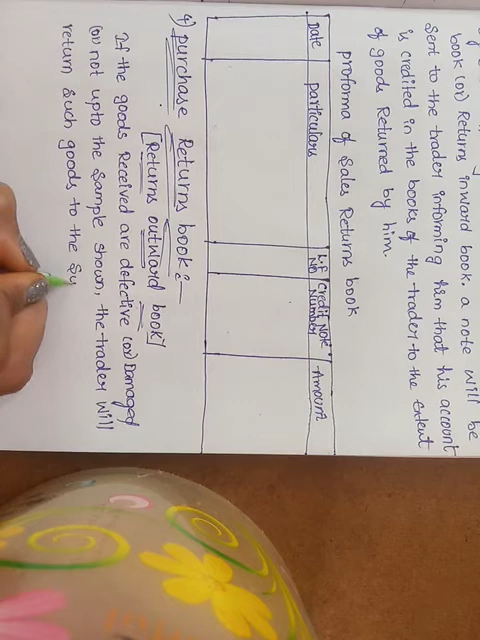 book (or) Returns inward book. a note will be
sent to the trader informing him that his account
is credited in the books of the trader to the Extent
of goods Returned by him.
proforma of Sales Returns book
Date particulars L.F No Credit Note Number Amount
4) purchase Returns book:-
[Returns outward book]
If the goods Received are defective (or) Damaged
(or) not upto the Sample shown, the trader will
return such goods to the Sy